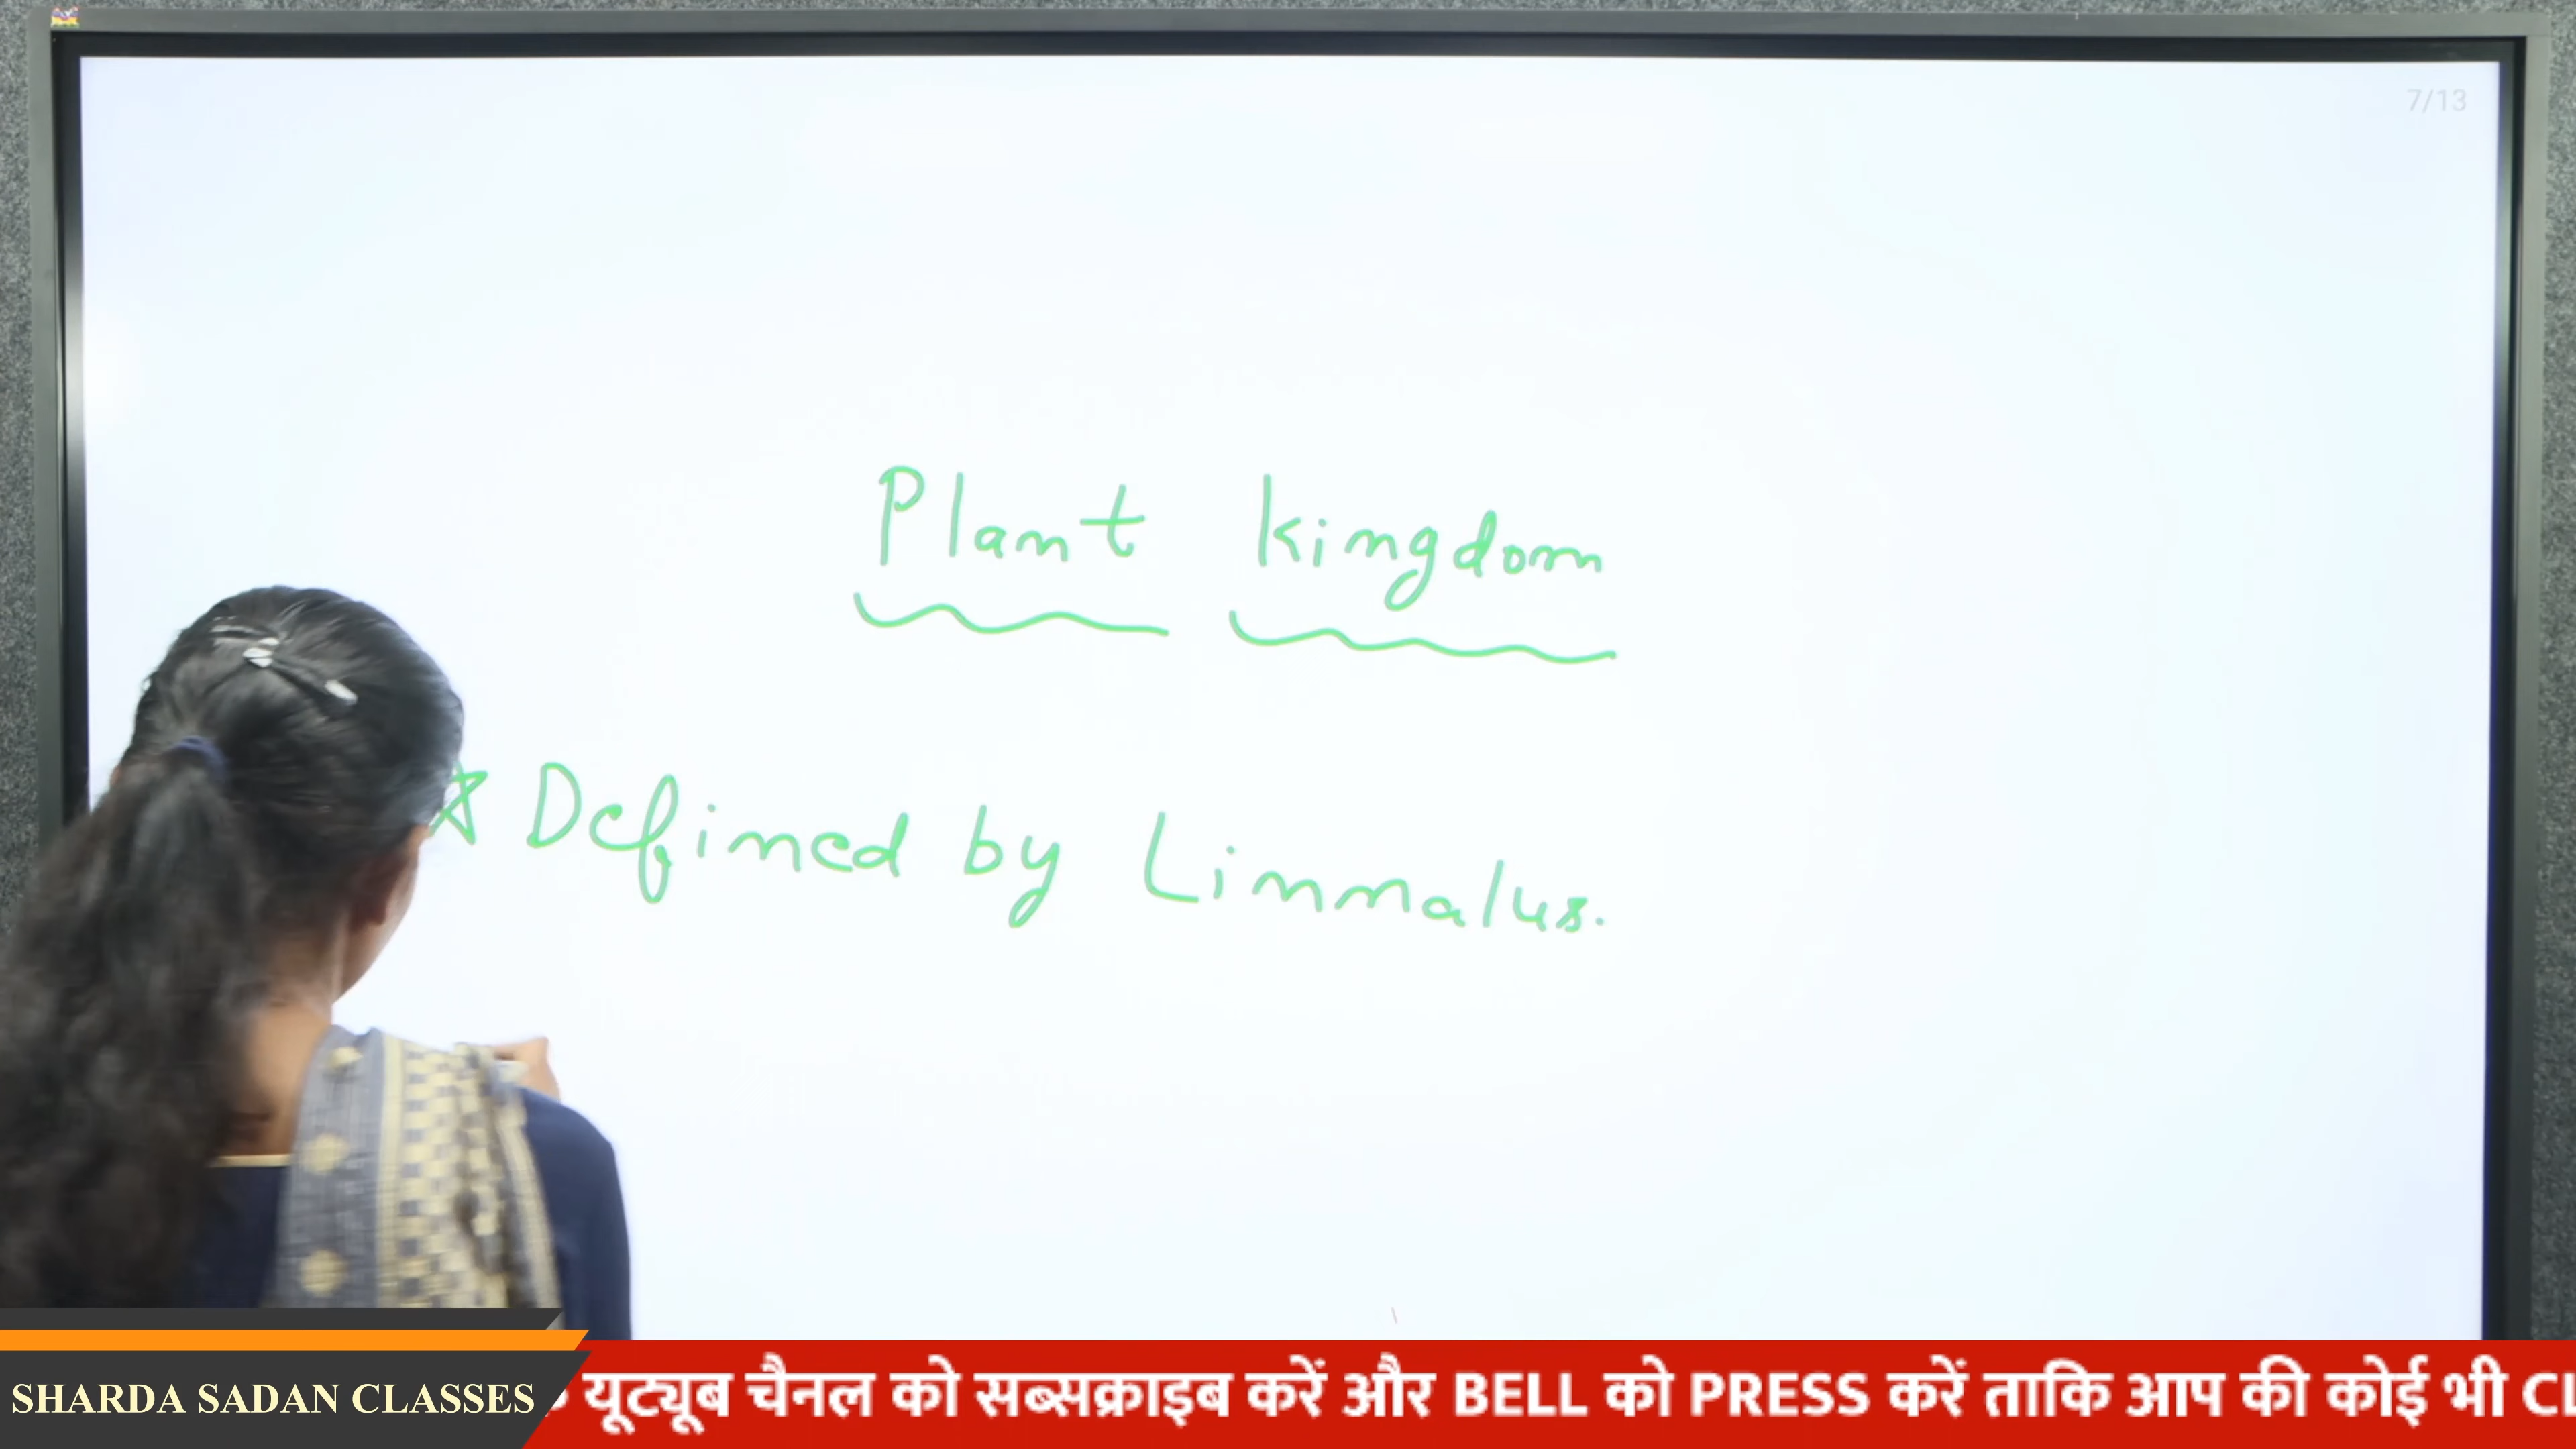 7/13
Plant kingdom
☆ Defined by Linnalus.
SHARDA SADAN CLASSES
यूट्यूब चैनल को सब्सक्राइब करें और BELL को PRESS करें ताकि आप की कोई भी CL